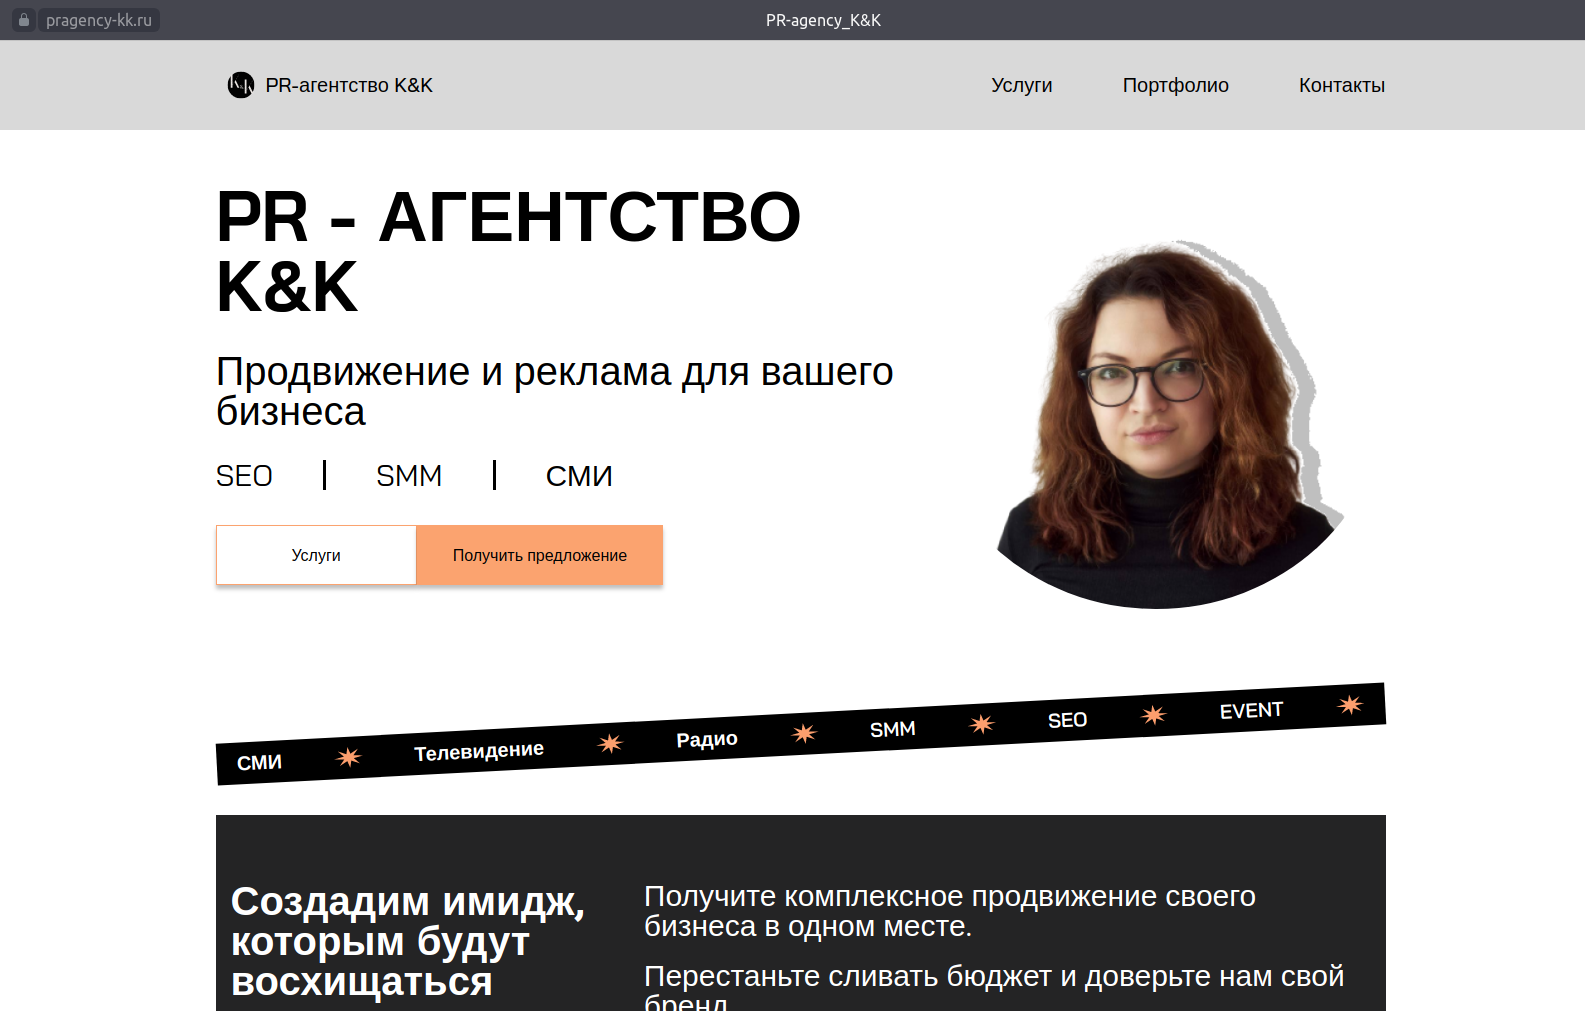 pragency-kk.ru
PR-agency_K&K
PR-агентство K&K
Услуги
Портфолио
Контакты
PR - АГЕНТСТВО
K&K
Продвижение и реклама для вашего
бизнеса
SEO
SMM
СМИ
Услуги
Получить предложение
СМИ
Телевидение
Радио
SMM
SEO
EVENT
Создадим имидж,
которым будут
восхищаться
Получите комплексное продвижение своего
бизнеса в одном месте.
Перестаньте сливать бюджет и доверьте нам свой
бренд